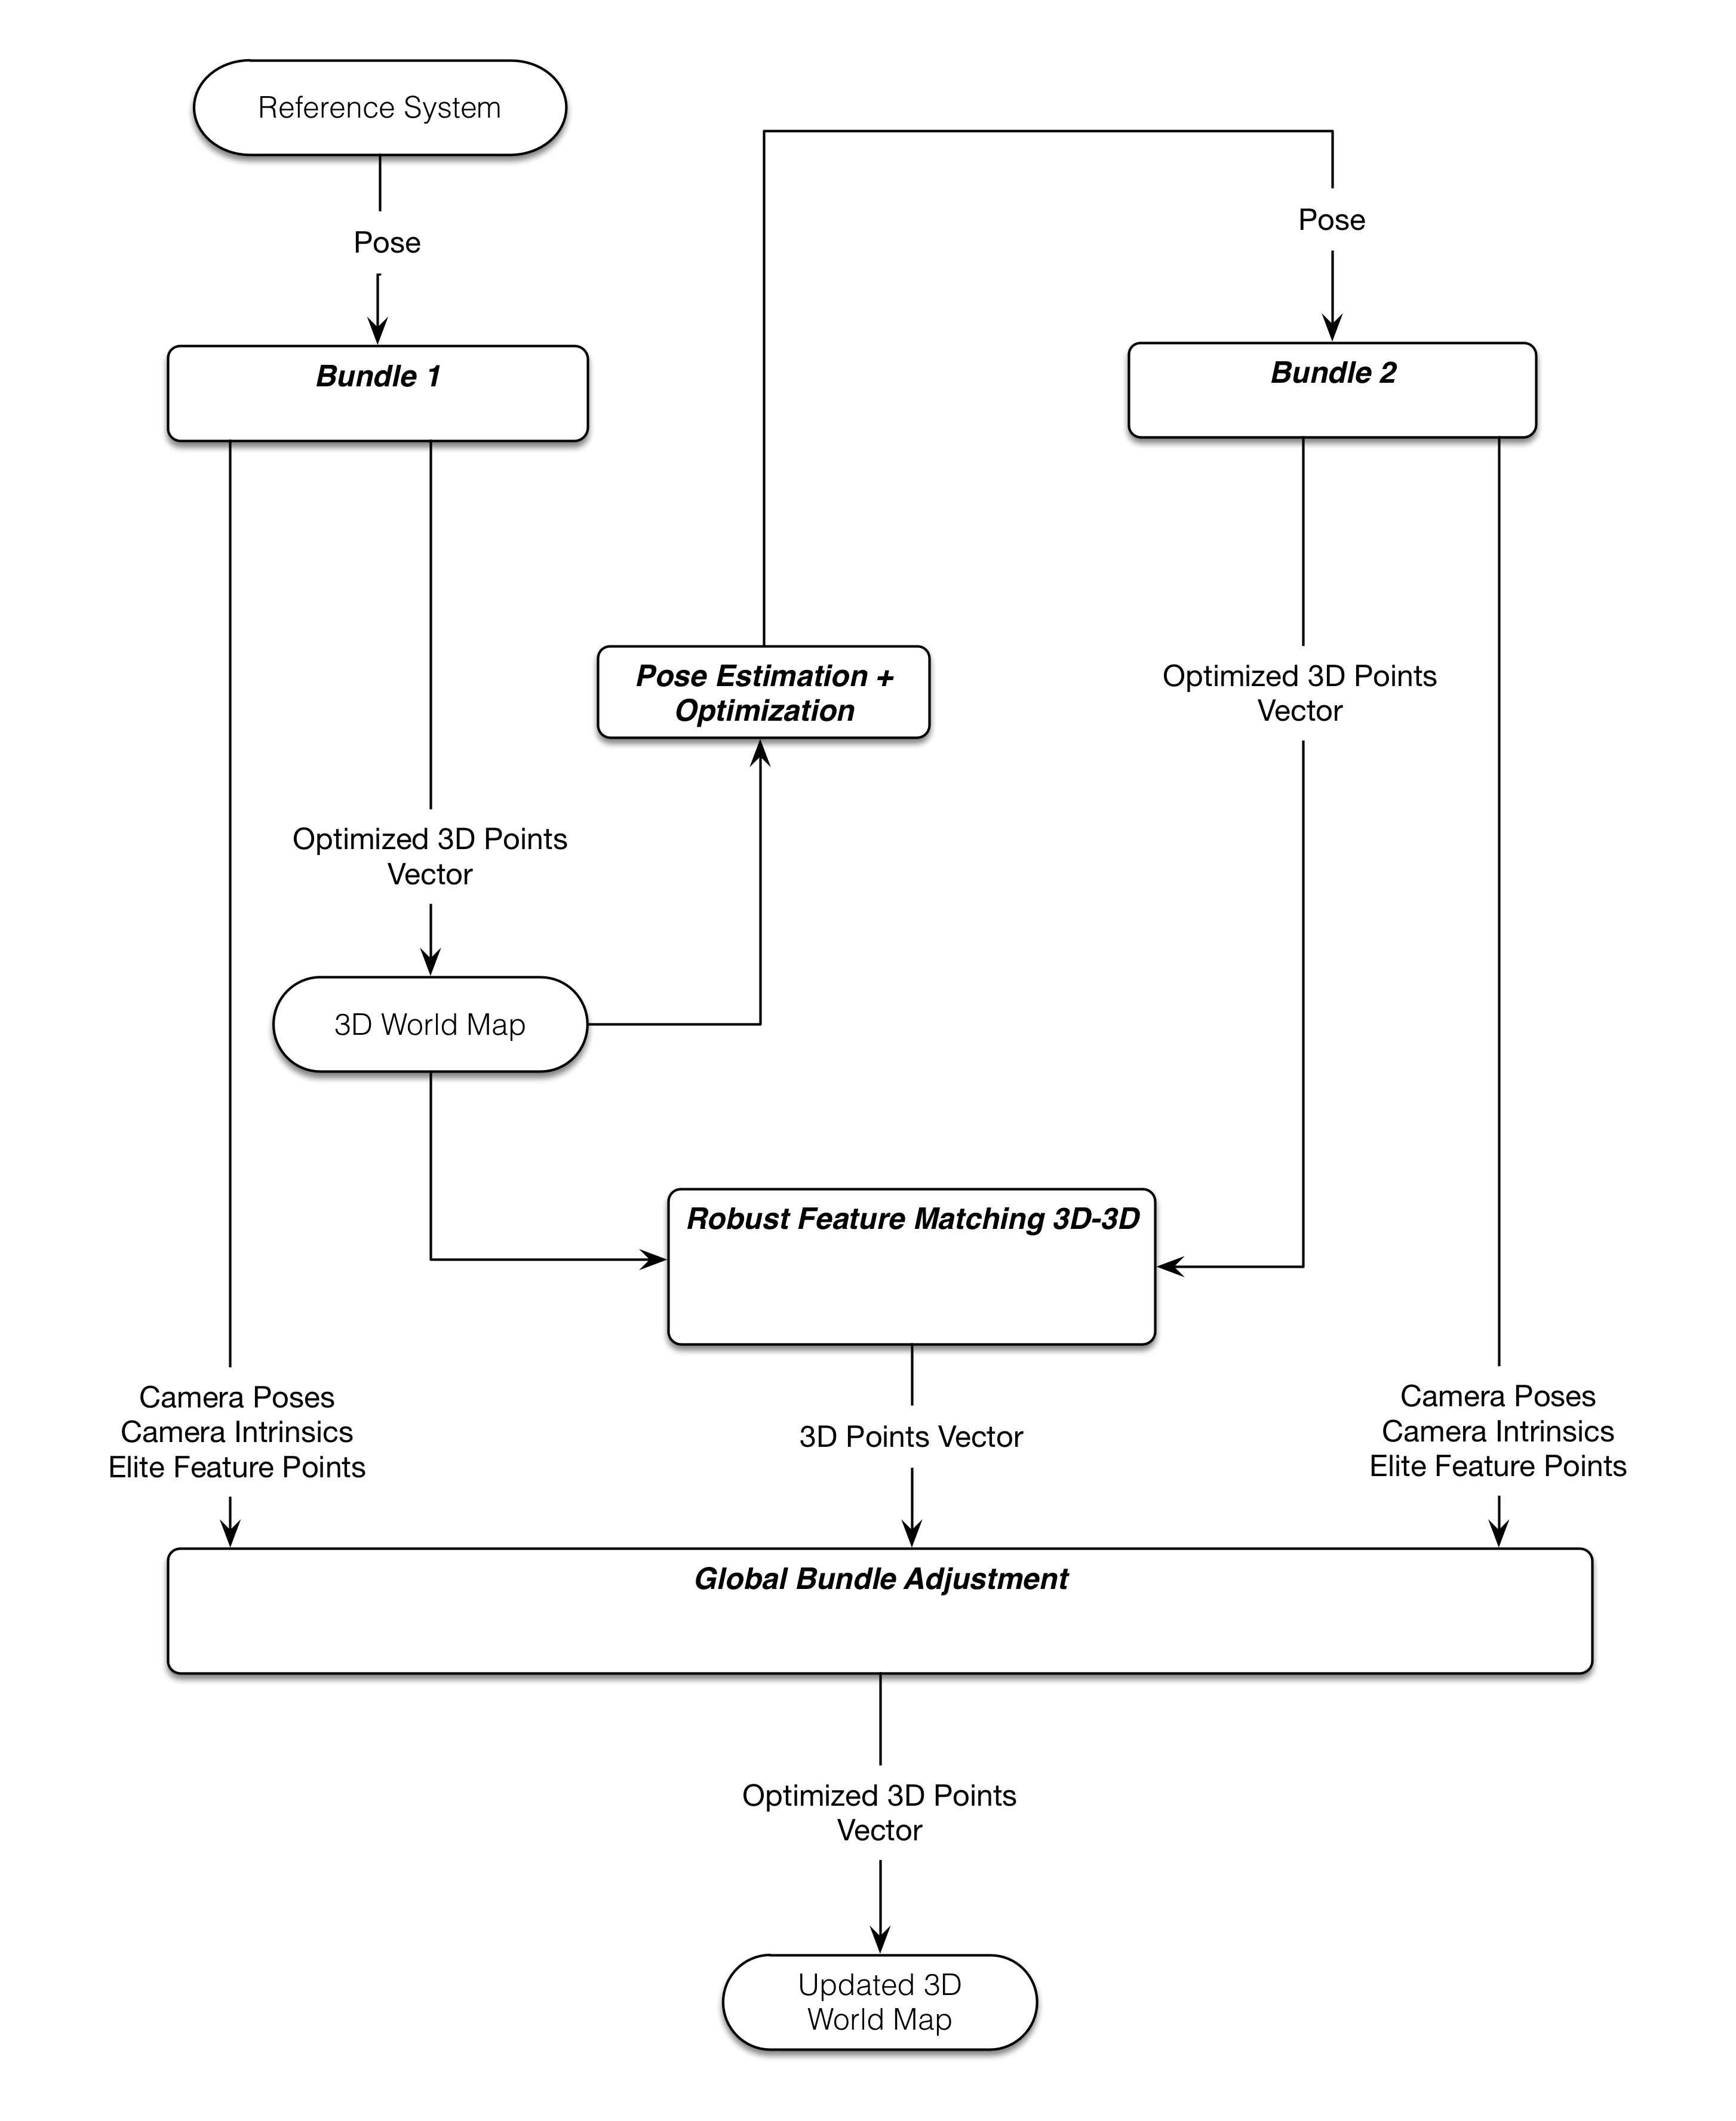 Reference System
Pose
Pose
Bundle 1
Bundle 2
Pose Estimation +
Optimization
Optimized 3D Points
Vector
Optimized 3D Points
Vector
3D World Map
Robust Feature Matching 3D-3D
Camera Poses
Camera Intrinsics
Elite Feature Points
3D Points Vector
Camera Poses
Camera Intrinsics
Elite Feature Points
Global Bundle Adjustment
Optimized 3D Points
Vector
Updated 3D
World Map